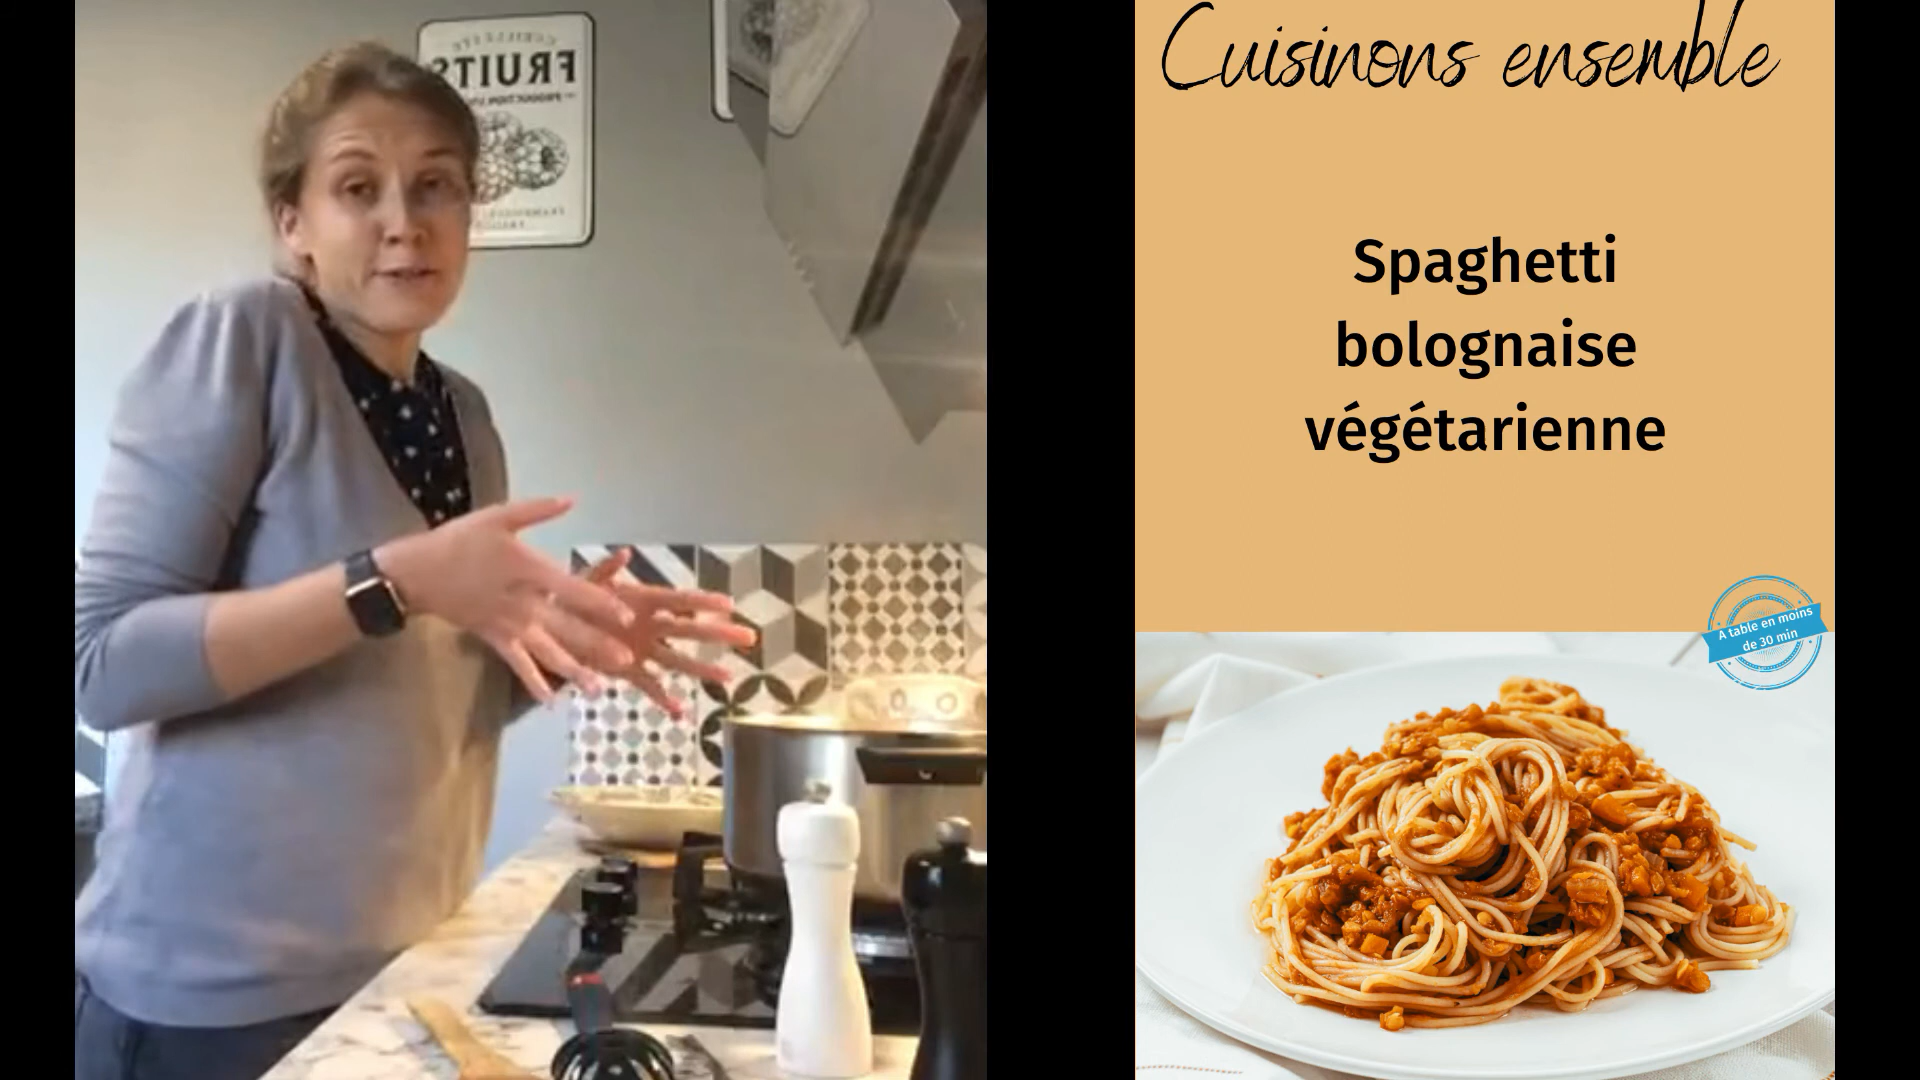 FRUITS
Cuisinons ensemble
Spaghetti
bolognaise
végétarienne
A table en moins
de 30 min